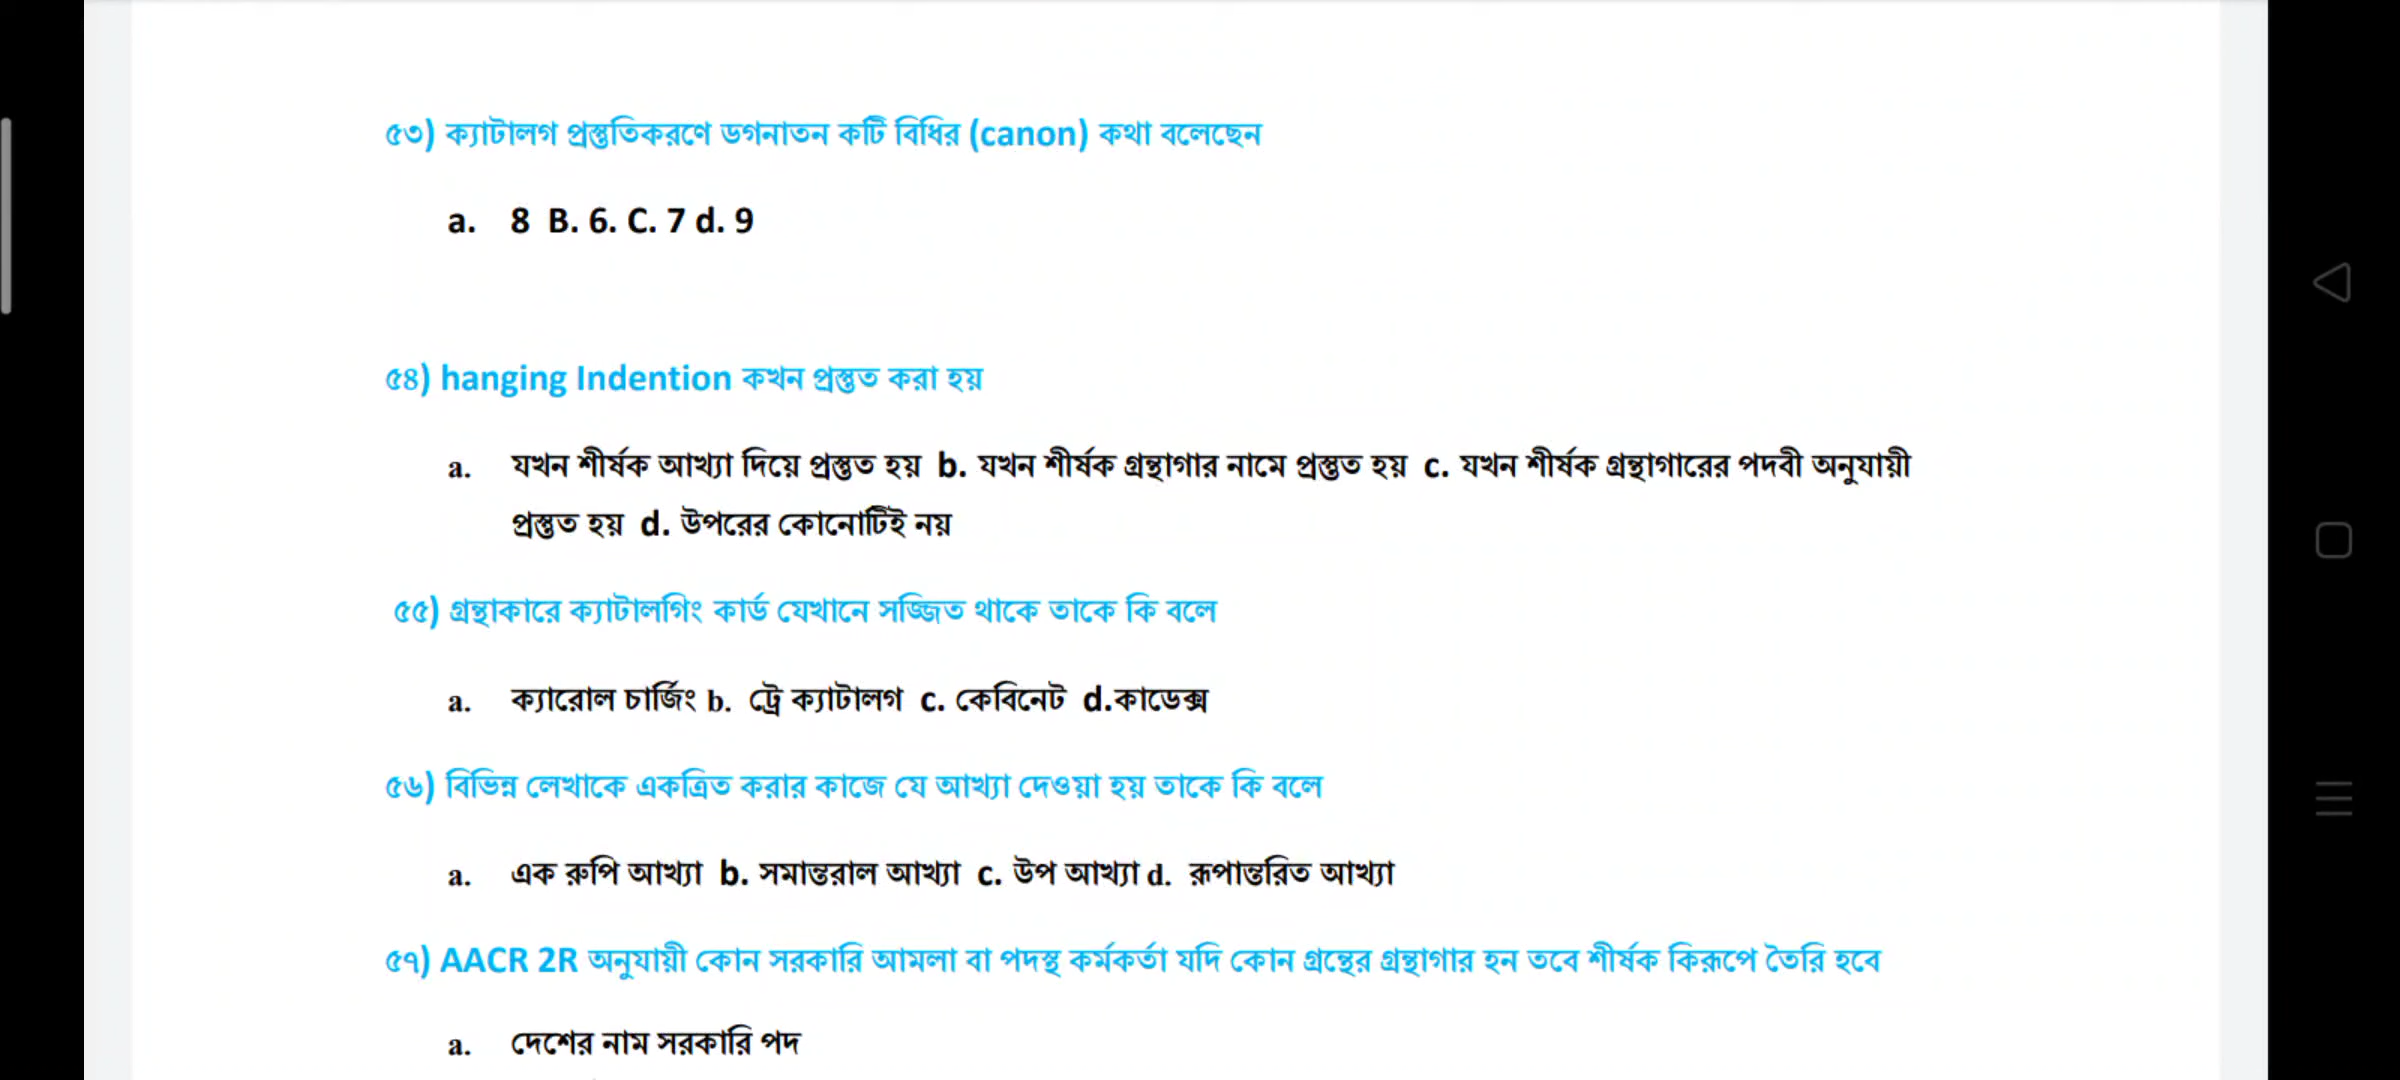 ৫৩) ক্যাটালগ প্রস্তুতিকরণে ডগনাতন কটি বিধির (canon) কথা বলেছেন
a. 8 B. 6. C. 7 d. 9
৫৪) hanging Indention কখন প্রস্তুত করা হয়
a. যখন শীর্ষক আখ্যা দিয়ে প্রস্তুত হয় b. যখন শীর্ষক গ্রন্থাগার নামে প্রস্তুত হয় c. যখন শীর্ষক গ্রন্থাগারের পদবী অনুযায়ী
প্রস্তুত হয় d. উপরের কোনোটিই নয়
৫৫) গ্রন্থাকারে ক্যাটালগিং কার্ড যেখানে সজ্জিত থাকে তাকে কি বলে
a. ক্যারোল চার্জিং b. ট্রে ক্যাটালগ c. কেবিনেট d.কাডেক্স
৫৬) বিভিন্ন লেখাকে একত্রিত করার কাজে যে আখ্যা দেওয়া হয় তাকে কি বলে
a. এক রুপি আখ্যা b. সমান্তরাল আখ্যা c. উপ আখ্যা d. রূপান্তরিত আখ্যা
৫৭) AACR 2R অনুযায়ী কোন সরকারি আমলা বা পদস্থ কর্মকর্তা যদি কোন গ্রন্থের গ্রন্থাগার হন তবে শীর্ষক কিরূপে তৈরি হবে
a. দেশের নাম সরকারি পদ